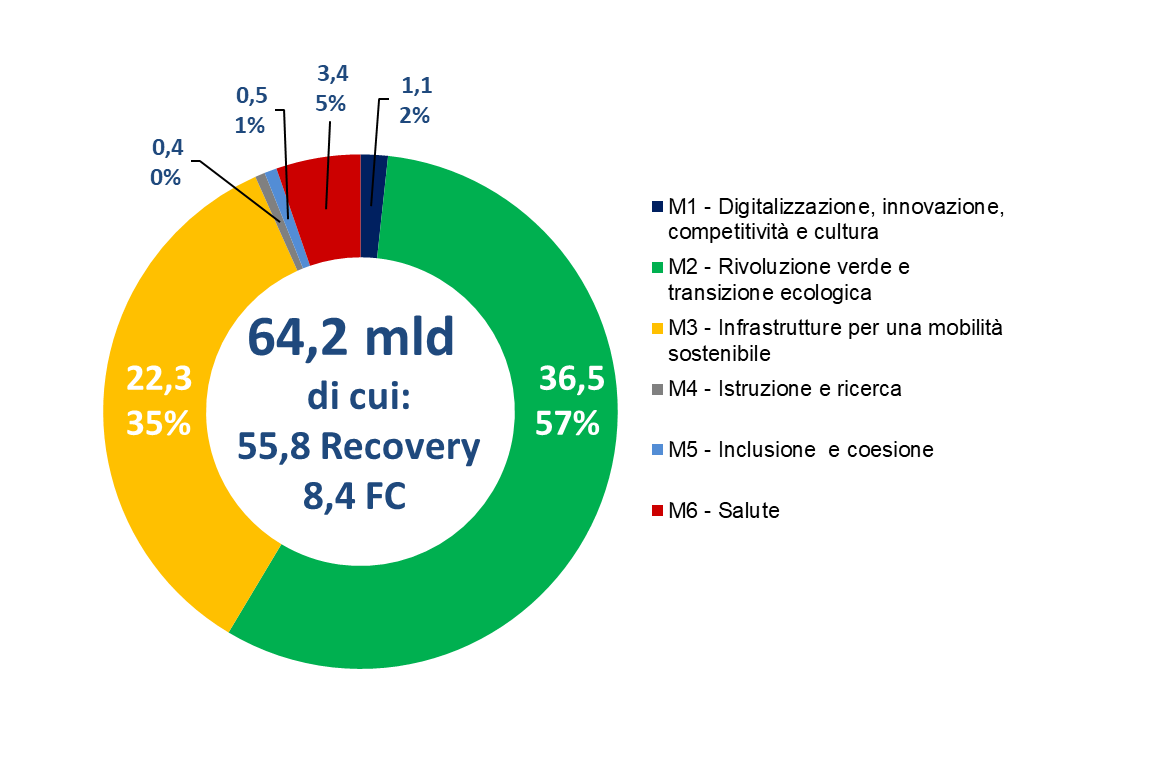 3,4
5%
1,1
2%
0,5
1%
0,4
0%
64,2 mld
di cui:
55,8 Recovery
8,4 FC
22,3
35%
36,5
57%
M1 - Digitalizzazione, innovazione,
competitività e cultura
M2 - Rivoluzione verde e
transizione ecologica
M3 - Infrastrutture per una mobilità
sostenibile
M4 - Istruzione e ricerca
M5 - Inclusione  e coesione
M6 - Salute